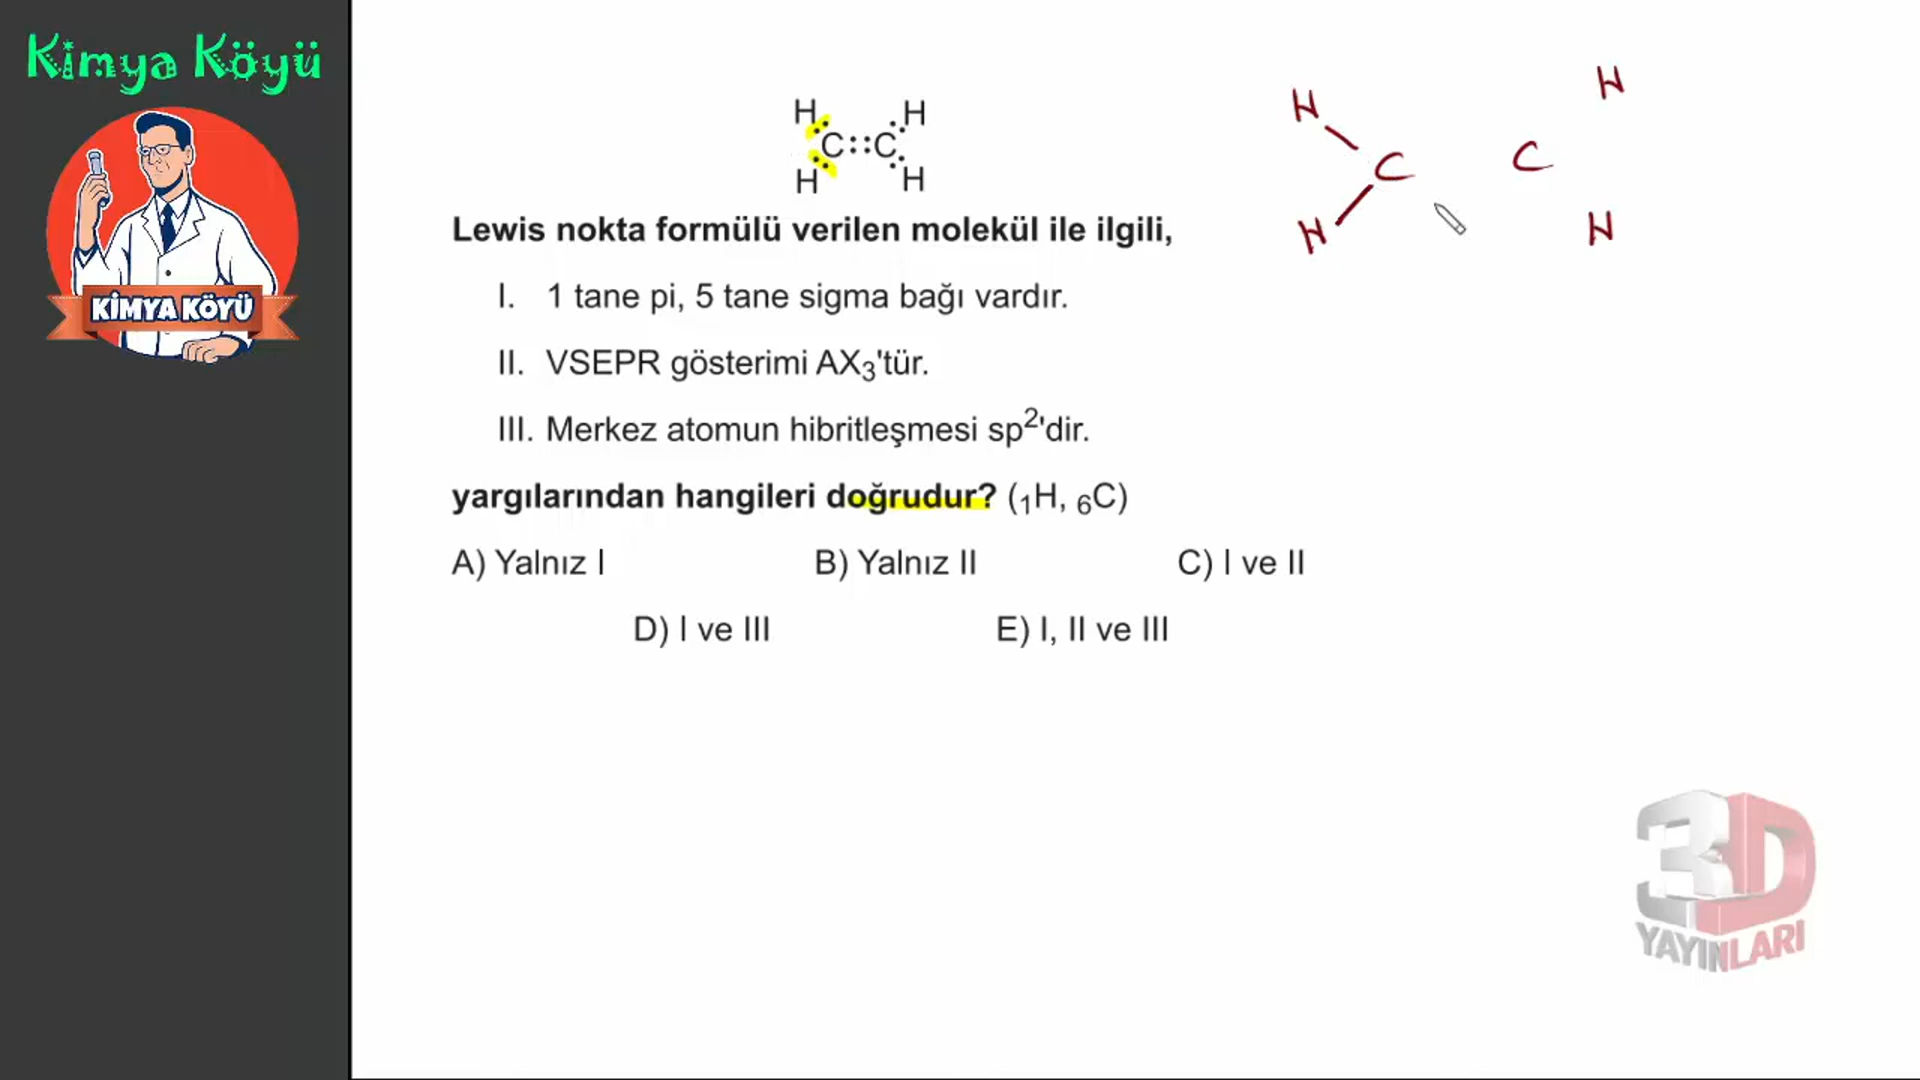 Kimya Köyü
KİMYA KÖYÜ
H H
C::C
H H
H H
C C
H H
Lewis nokta formülü verilen molekül ile ilgili,
I. 1 tane pi, 5 tane sigma bağı vardır.
II. VSEPR gösterimi AX₃'tür.
III. Merkez atomun hibritleşmesi sp²'dir.
yargılarından hangileri doğrudur? (₁H, ₆C)
A) Yalnız I B) Yalnız II C) I ve II
D) I ve III E) I, II ve III
3D
YAYINLARI